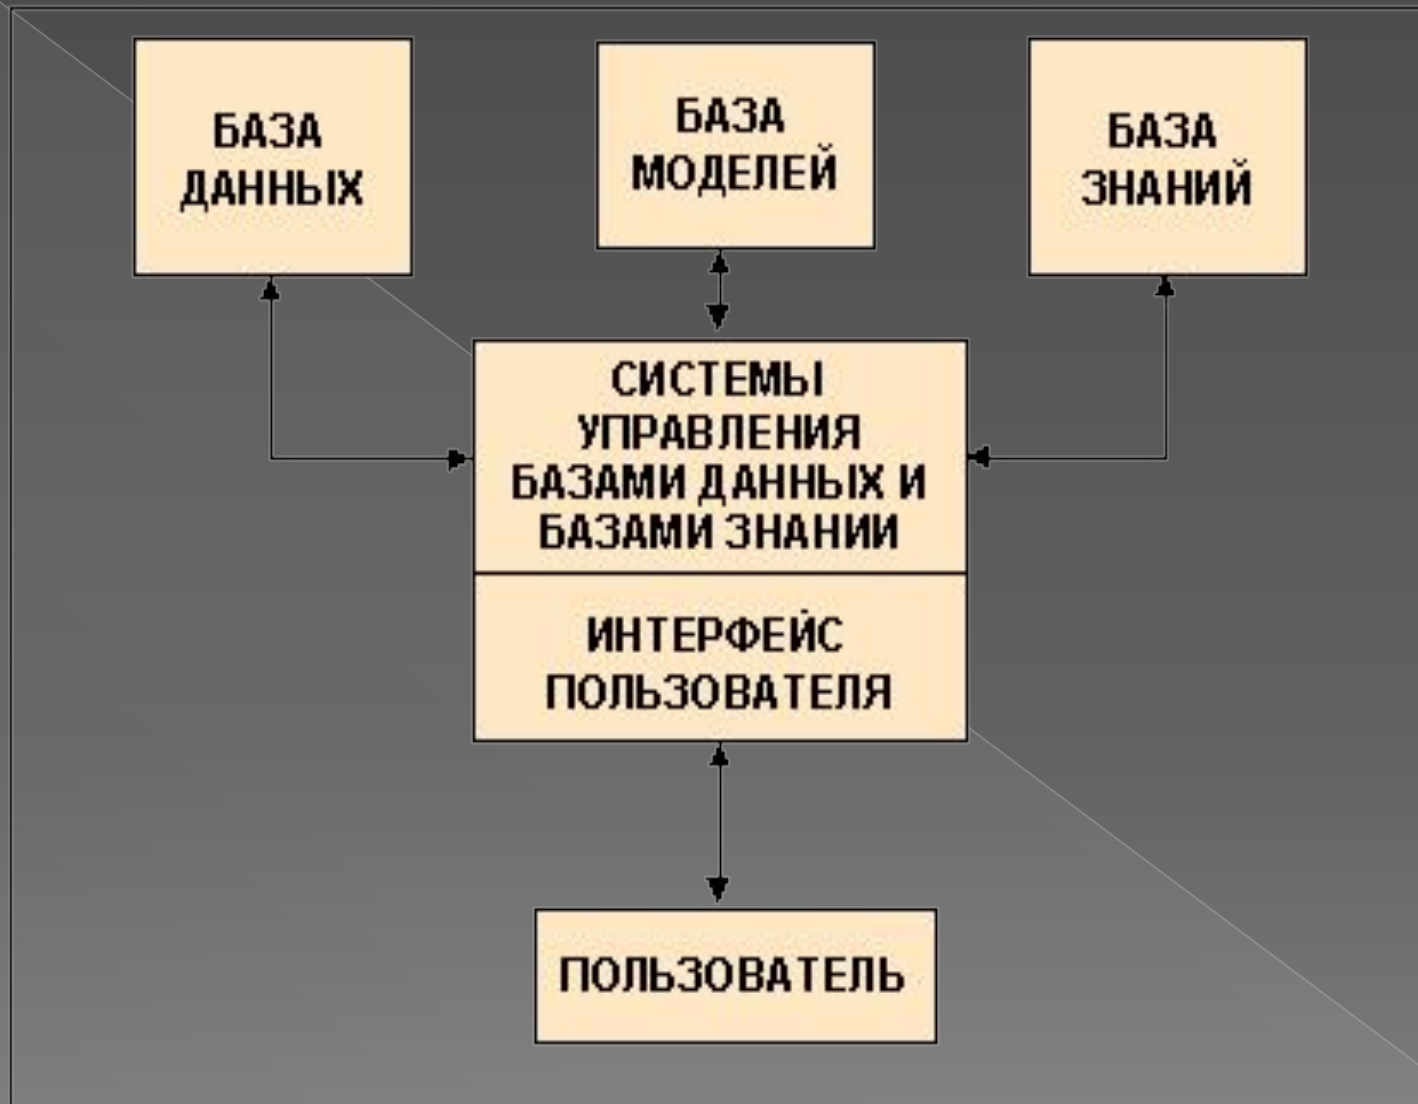 БАЗА
ДАННЫХ
БАЗА
МОДЕЛЕЙ
БАЗА
ЗНАНИЙ
СИСТЕМЫ
УПРАВЛЕНИЯ
БАЗАМИ ДАННЫХ И
БАЗАМИ ЗНАНИИ
ИНТЕРФЕЙС
ПОЛЬЗОВАТЕЛЯ
ПОЛЬЗОВАТЕЛЬ